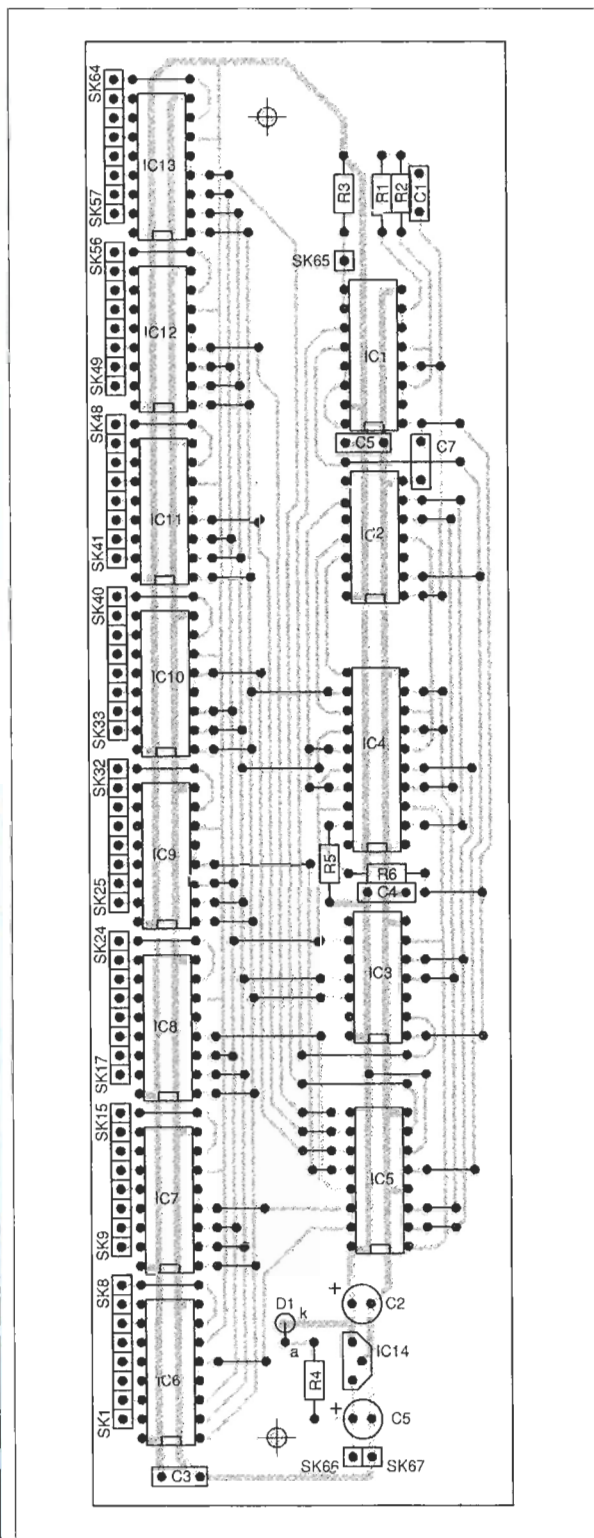 SK64
SK57
IC13
R3
R1
R2
C1
SK56
SK49
IC12
SK65
IC1
SK48
SK41
IC11
C5
C7
IC2
SK40
SK33
IC10
IC4
SK32
SK25
IC9
R5
R6
C4
SK24
SK17
IC8
IC3
SK15
SK9
IC7
IC5
SK8
SK1
IC6
D1
k
a
R4
+
C2
IC14
+
C5
SK66
SK67
C3